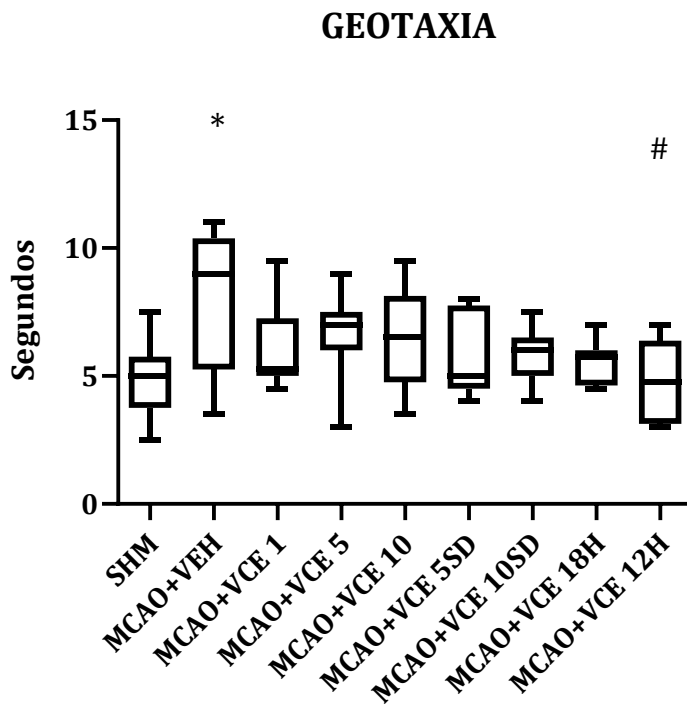 GEOTAXIA
Segundos
15
10
5
0
*
#
SHM
MCAO+VEH
MCAO+VCE 1
MCAO+VCE 5
MCAO+VCE 10
MCAO+VCE 5SD
MCAO+VCE 10SD
MCAO+VCE 18H
MCAO+VCE 12H